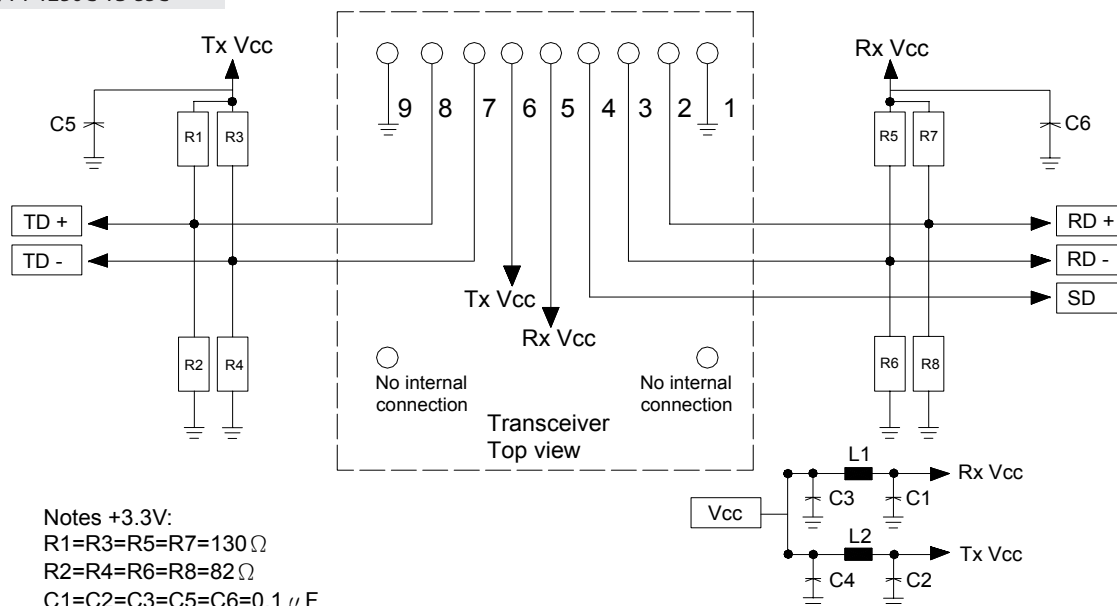 Tx Vcc
Rx Vcc
9 8 7 6 5 4 3 2 1
C5
R1 R3
R5 R7
C6
TD +
RD +
TD -
RD -
SD
Tx Vcc
Rx Vcc
R2 R4
R6 R8
No internal
connection
No internal
connection
Transceiver
Top view
L1
Rx Vcc
C3 C1
Vcc
L2
Tx Vcc
C4 C2
Notes +3.3V:
R1=R3=R5=R7=130Ω
R2=R4=R6=R8=82Ω
C1=C2=C3=C5=C6=0.1μF